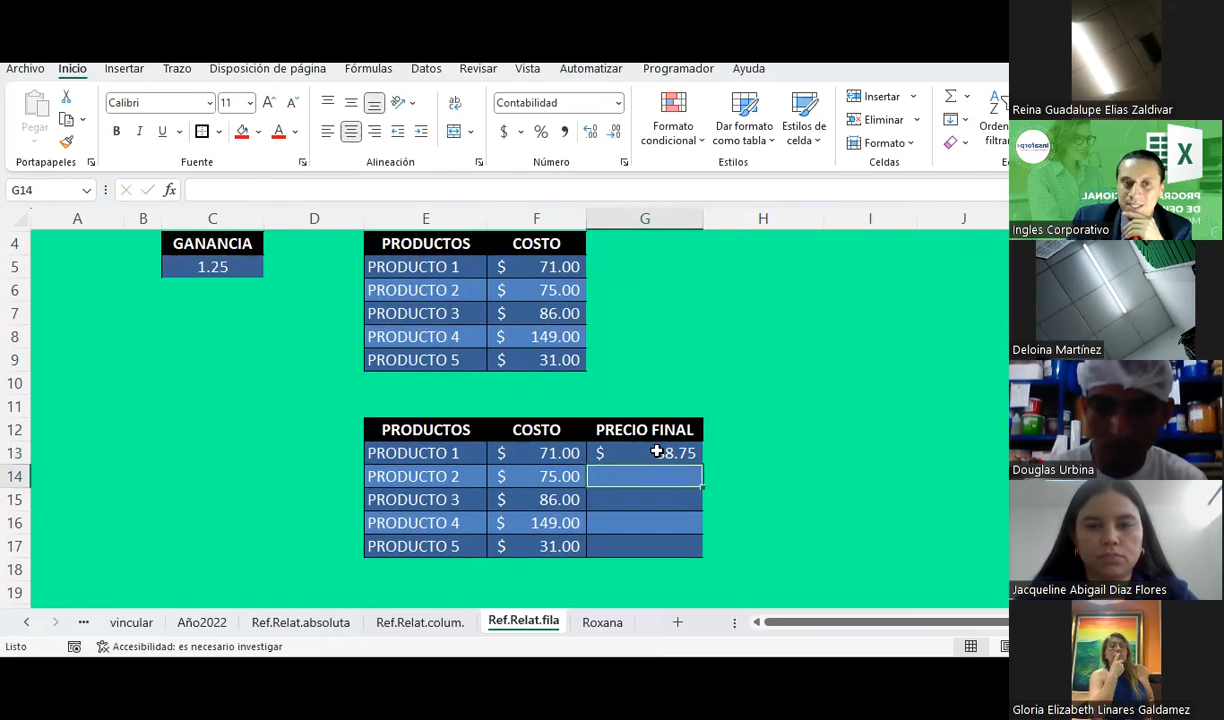 Archivo Inicio Insertar Trazo Disposición de página Fórmulas Datos Revisar Vista Automatizar Programador Ayuda
Pegar
Calibri 11
N K S
Contabilidad
$ % ,
Formato condicional
Dar formato como tabla
Estilos de celda
Insertar
Eliminar
Formato
Portapapeles Fuente Alineación Número Estilos Celdas
G14 fx
A B C D E F G H I J
4 GANANCIA PRODUCTOS COSTO
5 1.25 PRODUCTO 1 $ 71.00
6 PRODUCTO 2 $ 75.00
7 PRODUCTO 3 $ 86.00
8 PRODUCTO 4 $ 149.00
9 PRODUCTO 5 $ 31.00
10
11
12 PRODUCTOS COSTO PRECIO FINAL
13 PRODUCTO 1 $ 71.00 $ 8.75
14 PRODUCTO 2 $ 75.00
15 PRODUCTO 3 $ 86.00
16 PRODUCTO 4 $ 149.00
17 PRODUCTO 5 $ 31.00
18
19
vincular Año2022 Ref.Relat.absoluta Ref.Relat.colum. Ref.Relat.fila Roxana
Listo Accesibilidad: es necesario investigar
Reina Guadalupe Elias Zaldivar
Ingles Corporativo
Deloina Martínez
Douglas Urbina
Jacqueline Abigail Diaz Flores
Gloria Elizabeth Linares Galdamez